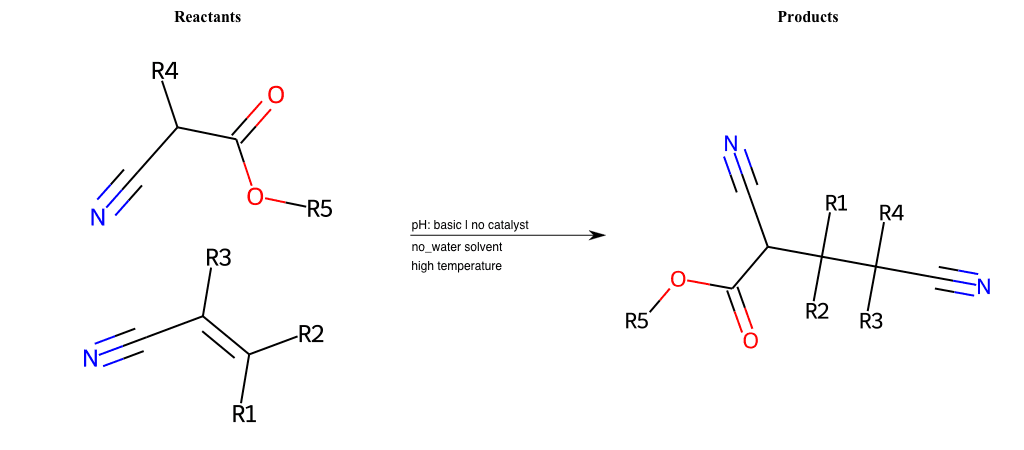 Reactants
Products
R4
O
N
O
R5
R3
N
R2
R1
pH: basic | no catalyst
no_water solvent
high temperature
N
R1
R4
O
N
R5
R2
R3
O